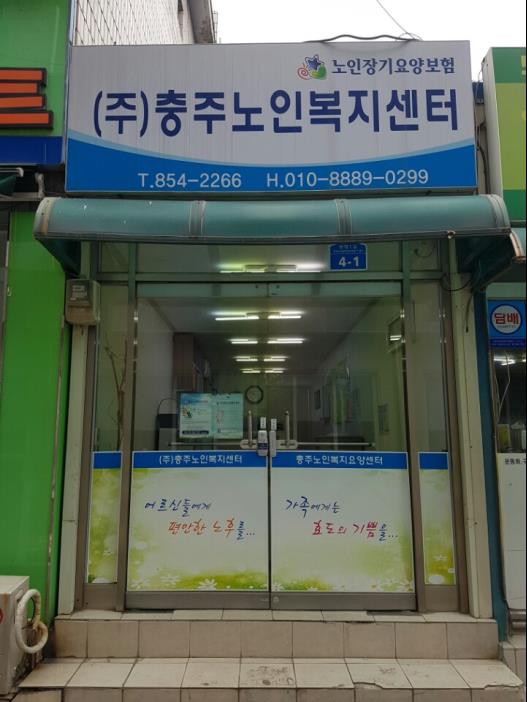 노인장기요양보험
(주)충주노인복지센터
T.854-2266 H.010-8889-0299
4-1
담배
(주)충주노인복지센터
충주노인복지요양센터
어르신들에게
편안한 노후를...
가족에게는
효도의 기쁨을...